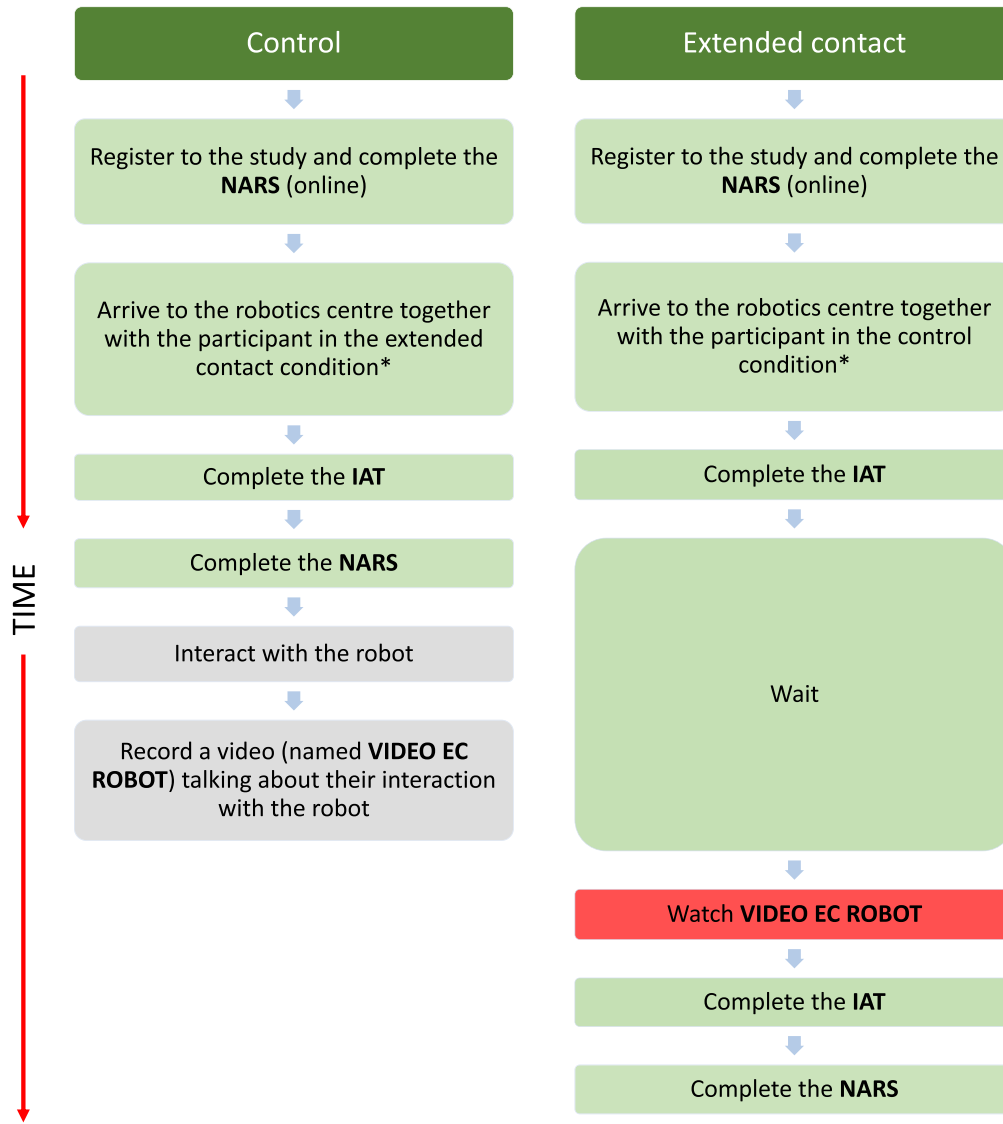 Control
Register to the study and complete the
NARS (online)
Arrive to the robotics centre together
with the participant in the extended
contact condition*
Complete the IAT
Complete the NARS
Interact with the robot
Record a video (named VIDEO EC
ROBOT) talking about their interaction
with the robot
Extended contact
Register to the study and complete the
NARS (online)
Arrive to the robotics centre together
with the participant in the control
condition*
Complete the IAT
Wait
Watch VIDEO EC ROBOT
Complete the IAT
Complete the NARS
TIME